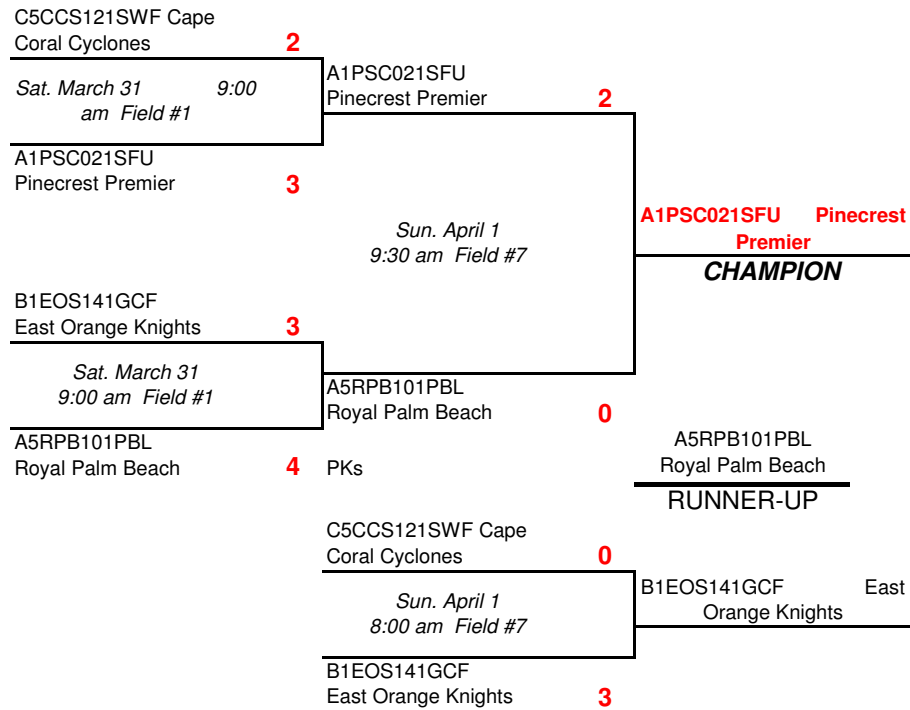 C5CCS121SWF Cape
Coral Cyclones 2
Sat. March 31 9:00
am Field #1
A1PSC021SFU
Pinecrest Premier 3
A1PSC021SFU
Pinecrest Premier 2
Sun. April 1
9:30 am Field #7
A1PSC021SFU Pinecrest
Premier
CHAMPION
B1EOS141GCF
East Orange Knights 3
Sat. March 31
9:00 am Field #1
A5RPB101PBL
Royal Palm Beach 4 PKs
A5RPB101PBL
Royal Palm Beach 0
A5RPB101PBL
Royal Palm Beach
RUNNER-UP
C5CCS121SWF Cape
Coral Cyclones 0
Sun. April 1
8:00 am Field #7
B1EOS141GCF
East Orange Knights 3
B1EOS141GCF East
Orange Knights